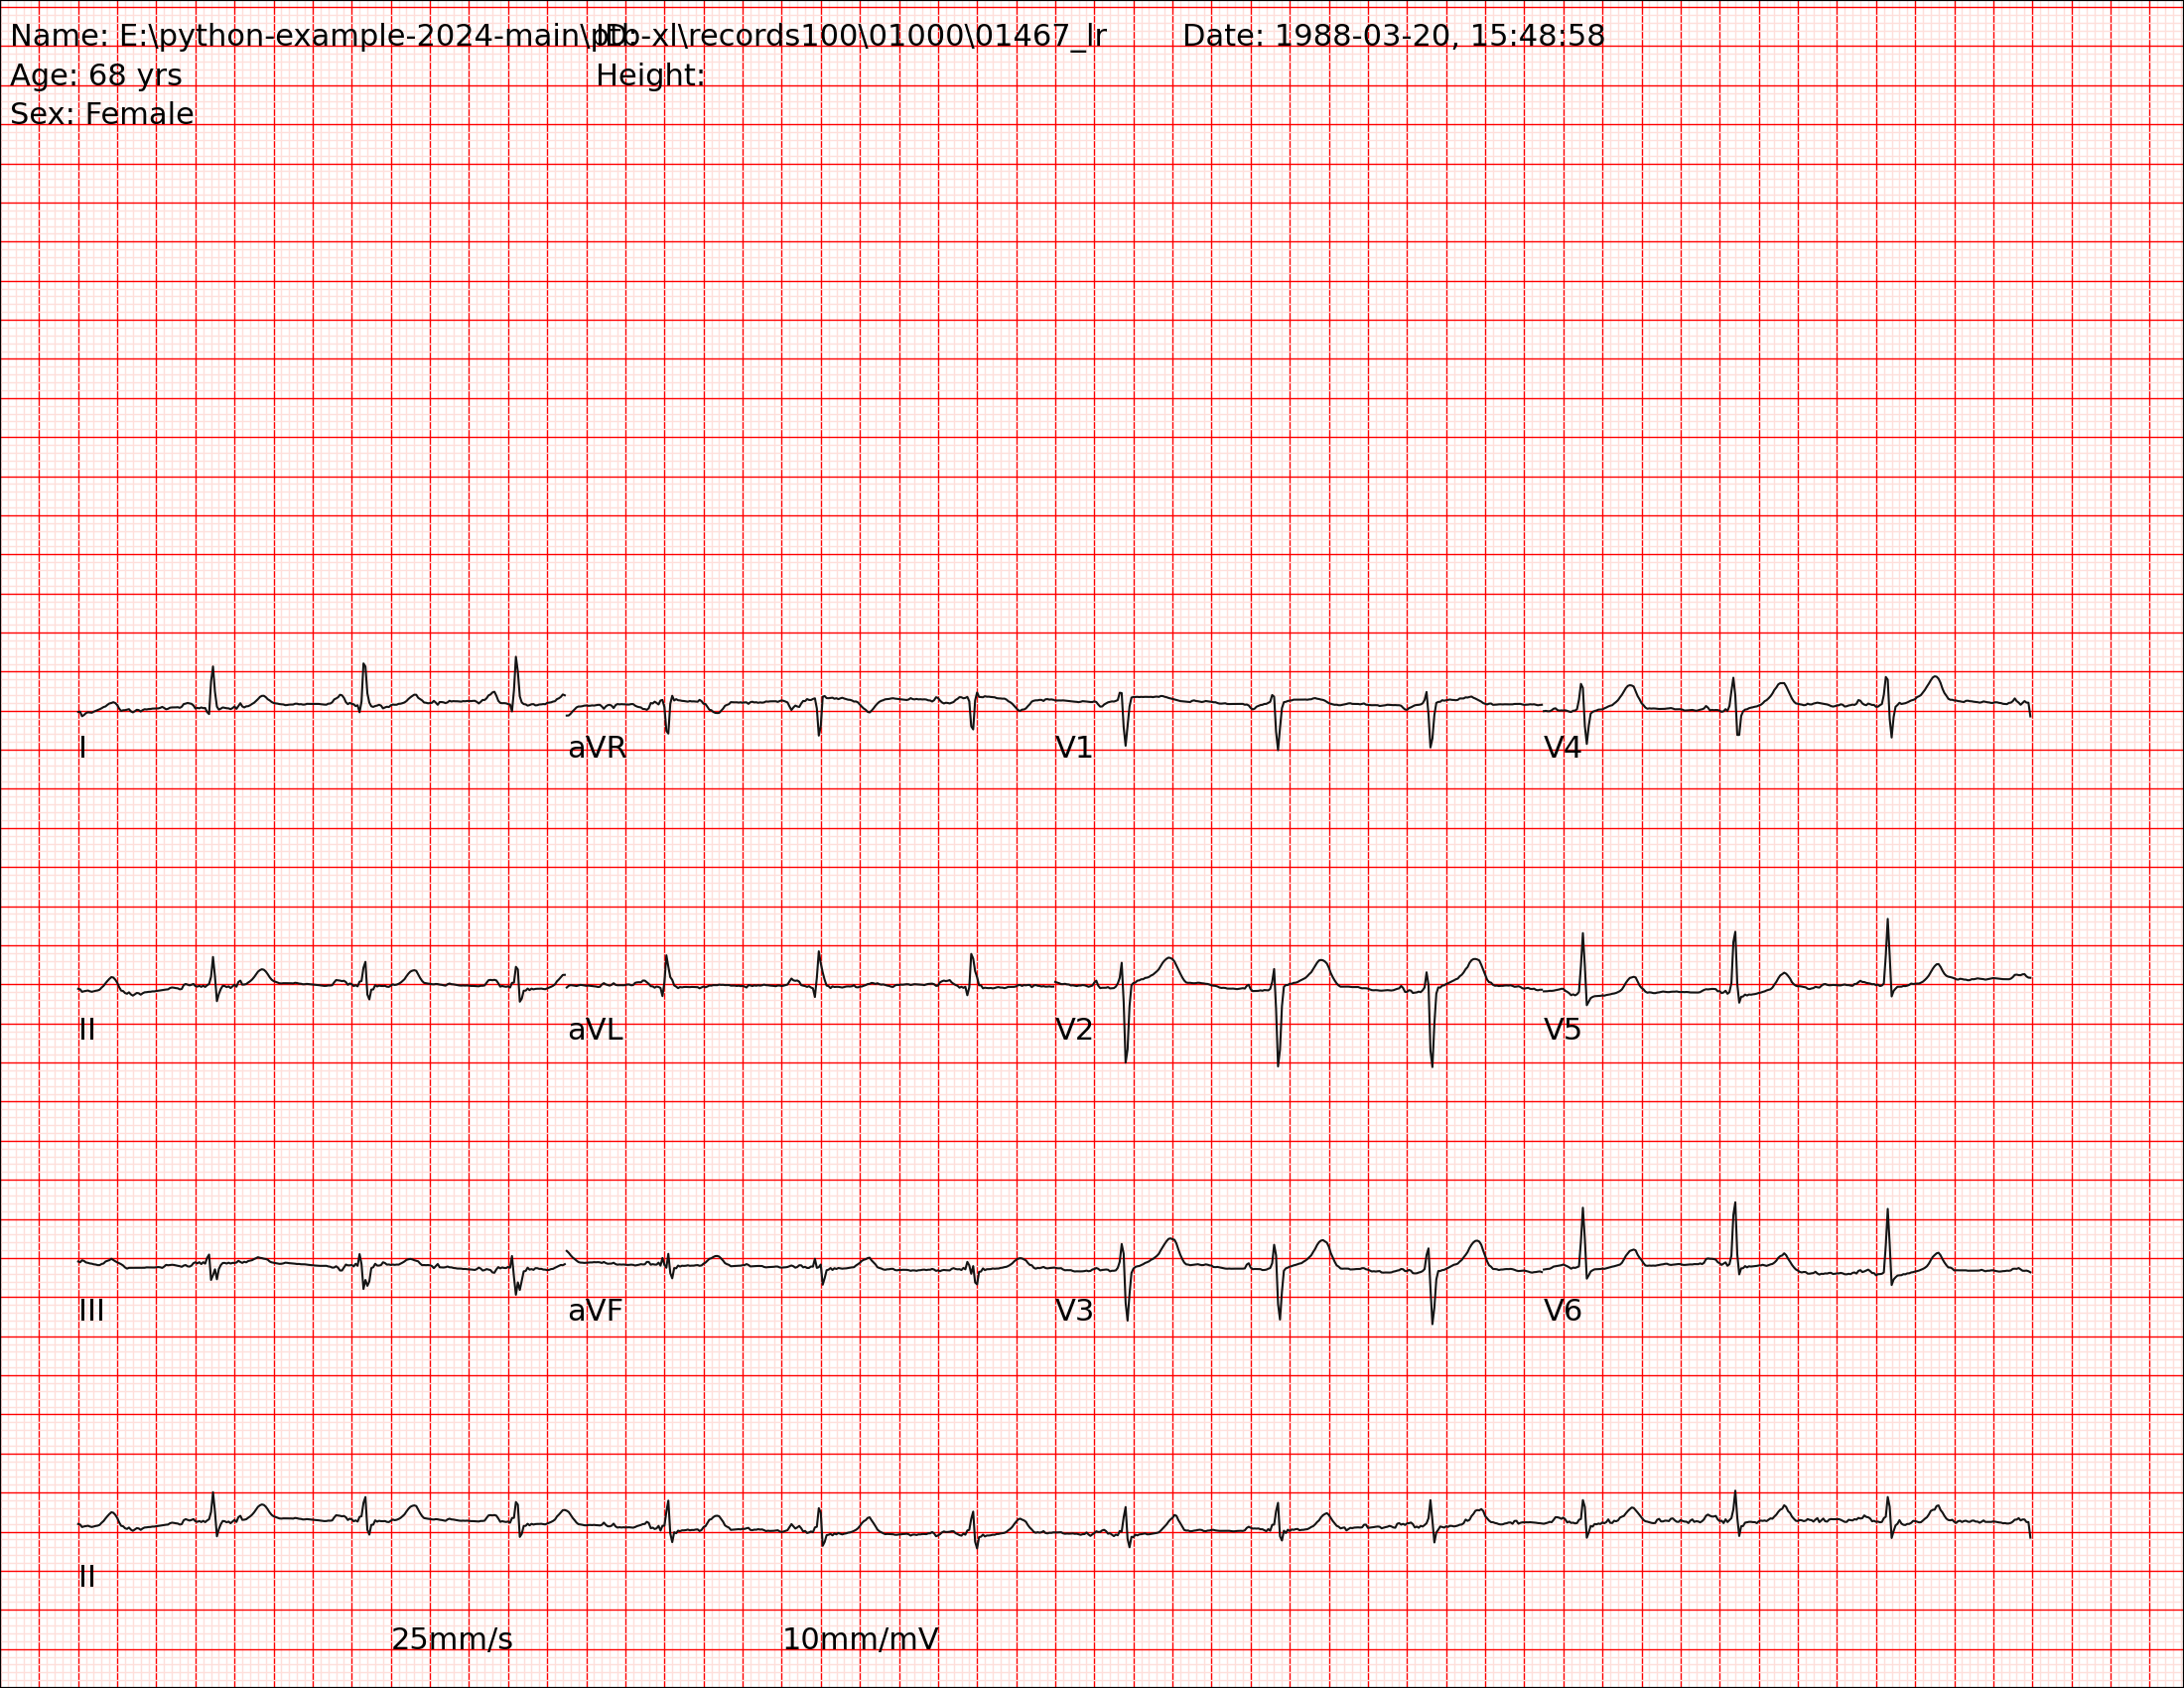 Name: E:\python-example-2024-main\ptb-xl\records100\01000\01467_lr ID: Date: 1988-03-20, 15:48:58
Age: 68 yrs Height:
Sex: Female
I aVR V1 V4
II aVL V2 V5
III aVF V3 V6
II
25mm/s 10mm/mV